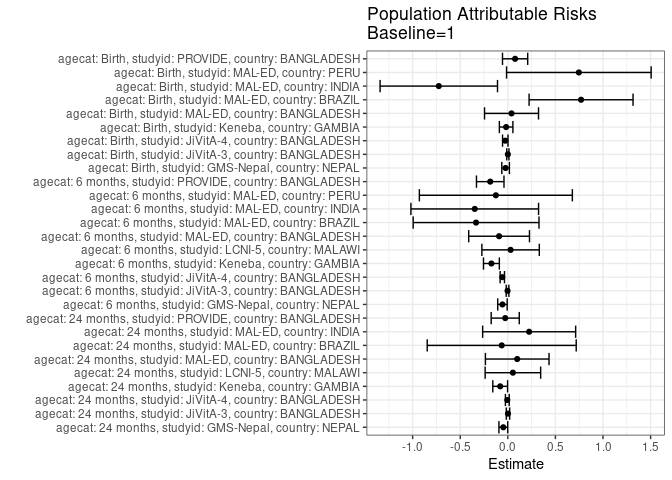 Population Attributable Risks
Baseline=1
agecat: Birth, studyid: PROVIDE, country: BANGLADESH
agecat: Birth, studyid: MAL-ED, country: PERU
agecat: Birth, studyid: MAL-ED, country: INDIA
agecat: Birth, studyid: MAL-ED, country: BRAZIL
agecat: Birth, studyid: MAL-ED, country: BANGLADESH
agecat: Birth, studyid: Keneba, country: GAMBIA
agecat: Birth, studyid: JiVitA-4, country: BANGLADESH
agecat: Birth, studyid: JiVitA-3, country: BANGLADESH
agecat: Birth, studyid: GMS-Nepal, country: NEPAL
agecat: 6 months, studyid: PROVIDE, country: BANGLADESH
agecat: 6 months, studyid: MAL-ED, country: PERU
agecat: 6 months, studyid: MAL-ED, country: INDIA
agecat: 6 months, studyid: MAL-ED, country: BRAZIL
agecat: 6 months, studyid: MAL-ED, country: BANGLADESH
agecat: 6 months, studyid: LCNI-5, country: MALAWI
agecat: 6 months, studyid: Keneba, country: GAMBIA
agecat: 6 months, studyid: JiVitA-4, country: BANGLADESH
agecat: 6 months, studyid: JiVitA-3, country: BANGLADESH
agecat: 6 months, studyid: GMS-Nepal, country: NEPAL
agecat: 24 months, studyid: PROVIDE, country: BANGLADESH
agecat: 24 months, studyid: MAL-ED, country: INDIA
agecat: 24 months, studyid: MAL-ED, country: BRAZIL
agecat: 24 months, studyid: MAL-ED, country: BANGLADESH
agecat: 24 months, studyid: LCNI-5, country: MALAWI
agecat: 24 months, studyid: Keneba, country: GAMBIA
agecat: 24 months, studyid: JiVitA-4, country: BANGLADESH
agecat: 24 months, studyid: JiVitA-3, country: BANGLADESH
agecat: 24 months, studyid: GMS-Nepal, country: NEPAL
-1.0 -0.5 0.0 0.5 1.0 1.5
Estimate